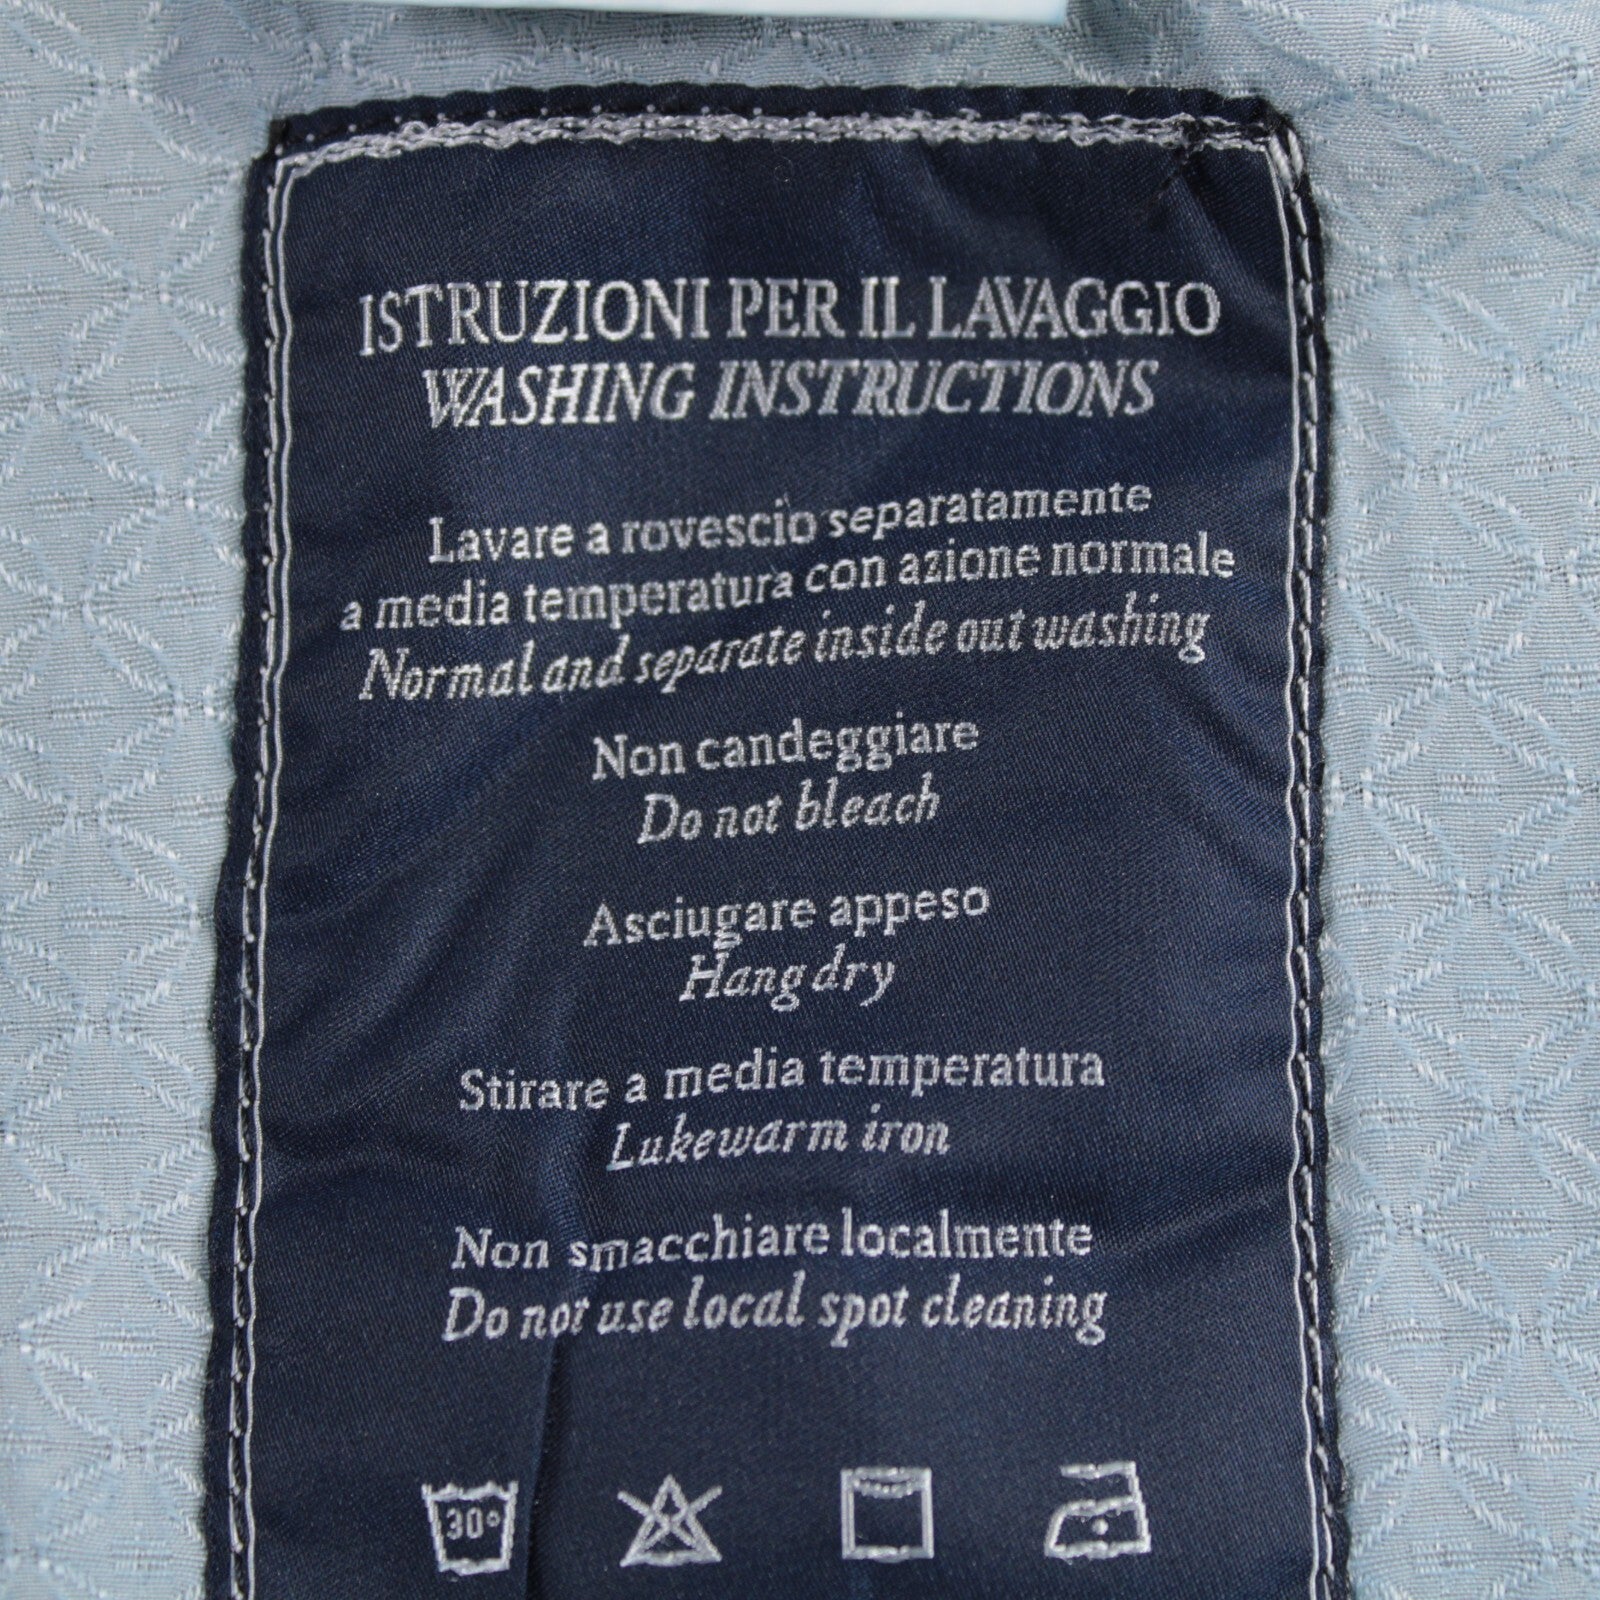 ISTRUZIONI PER IL LAVAGGIO
WASHING INSTRUCTIONS
Lavare a rovescio separatamente
a media temperatura con azione normale
Normal and separate inside out washing
Non candeggiare
Do not bleach
Asciugare appeso
Hang dry
Stirare a media temperatura
Lukewarm iron
Non smacchiare localmente
Do not use local spot cleaning
30°